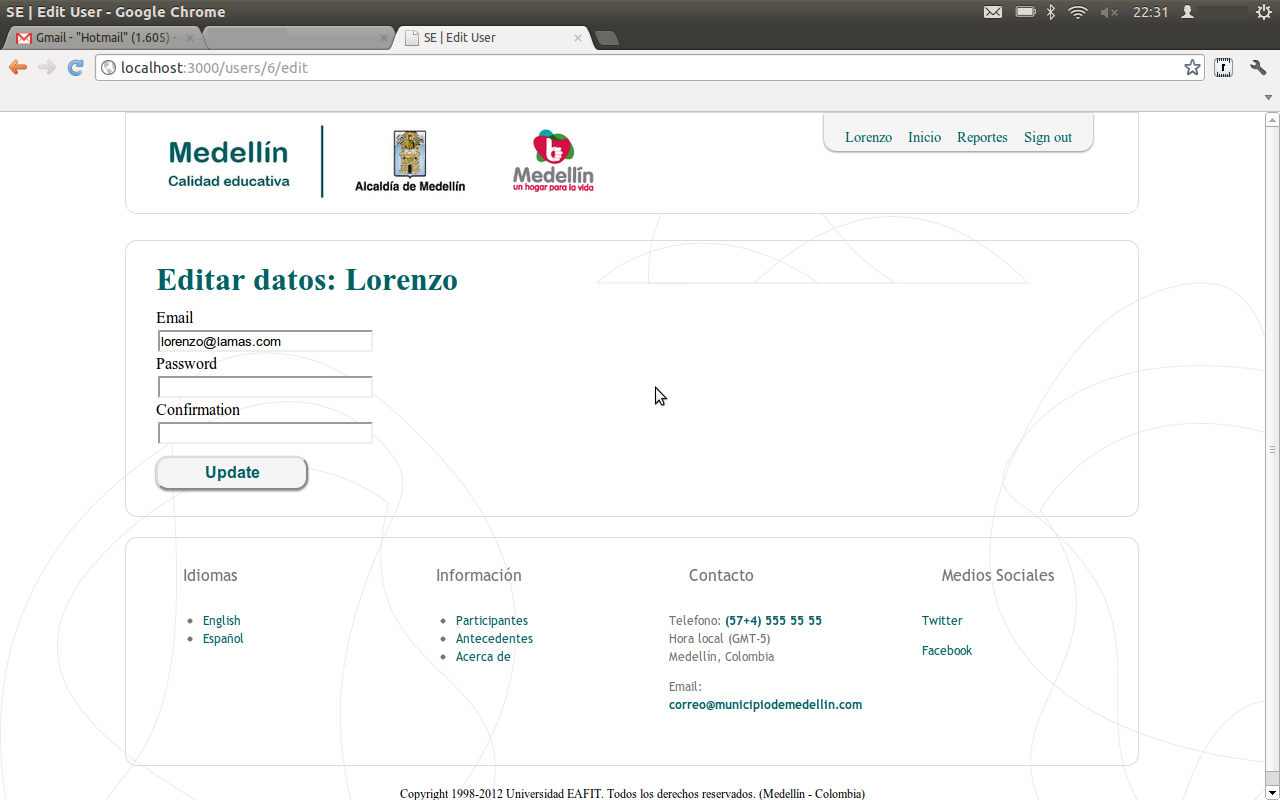 SE | Edit User - Google Chrome
22:31
Gmail - "Hotmail" (1.605) -
SE | Edit User
localhost:3000/users/6/edit
Medellín
Calidad educativa
Alcaldía de Medellín
Medellín
un hogar para la vida
Lorenzo Inicio Reportes Sign out
Editar datos: Lorenzo
Email
lorenzo@lamas.com
Password
Confirmation
Update
Idiomas
English
Español
Información
Participantes
Antecedentes
Acerca de
Contacto
Telefono: (57+4) 555 55 55
Hora local (GMT-5)
Medellín, Colombia
Email:
correo@municipiodemedellin.com
Medios Sociales
Twitter
Facebook
Copyright 1998-2012 Universidad EAFIT. Todos los derechos reservados. (Medellín - Colombia)